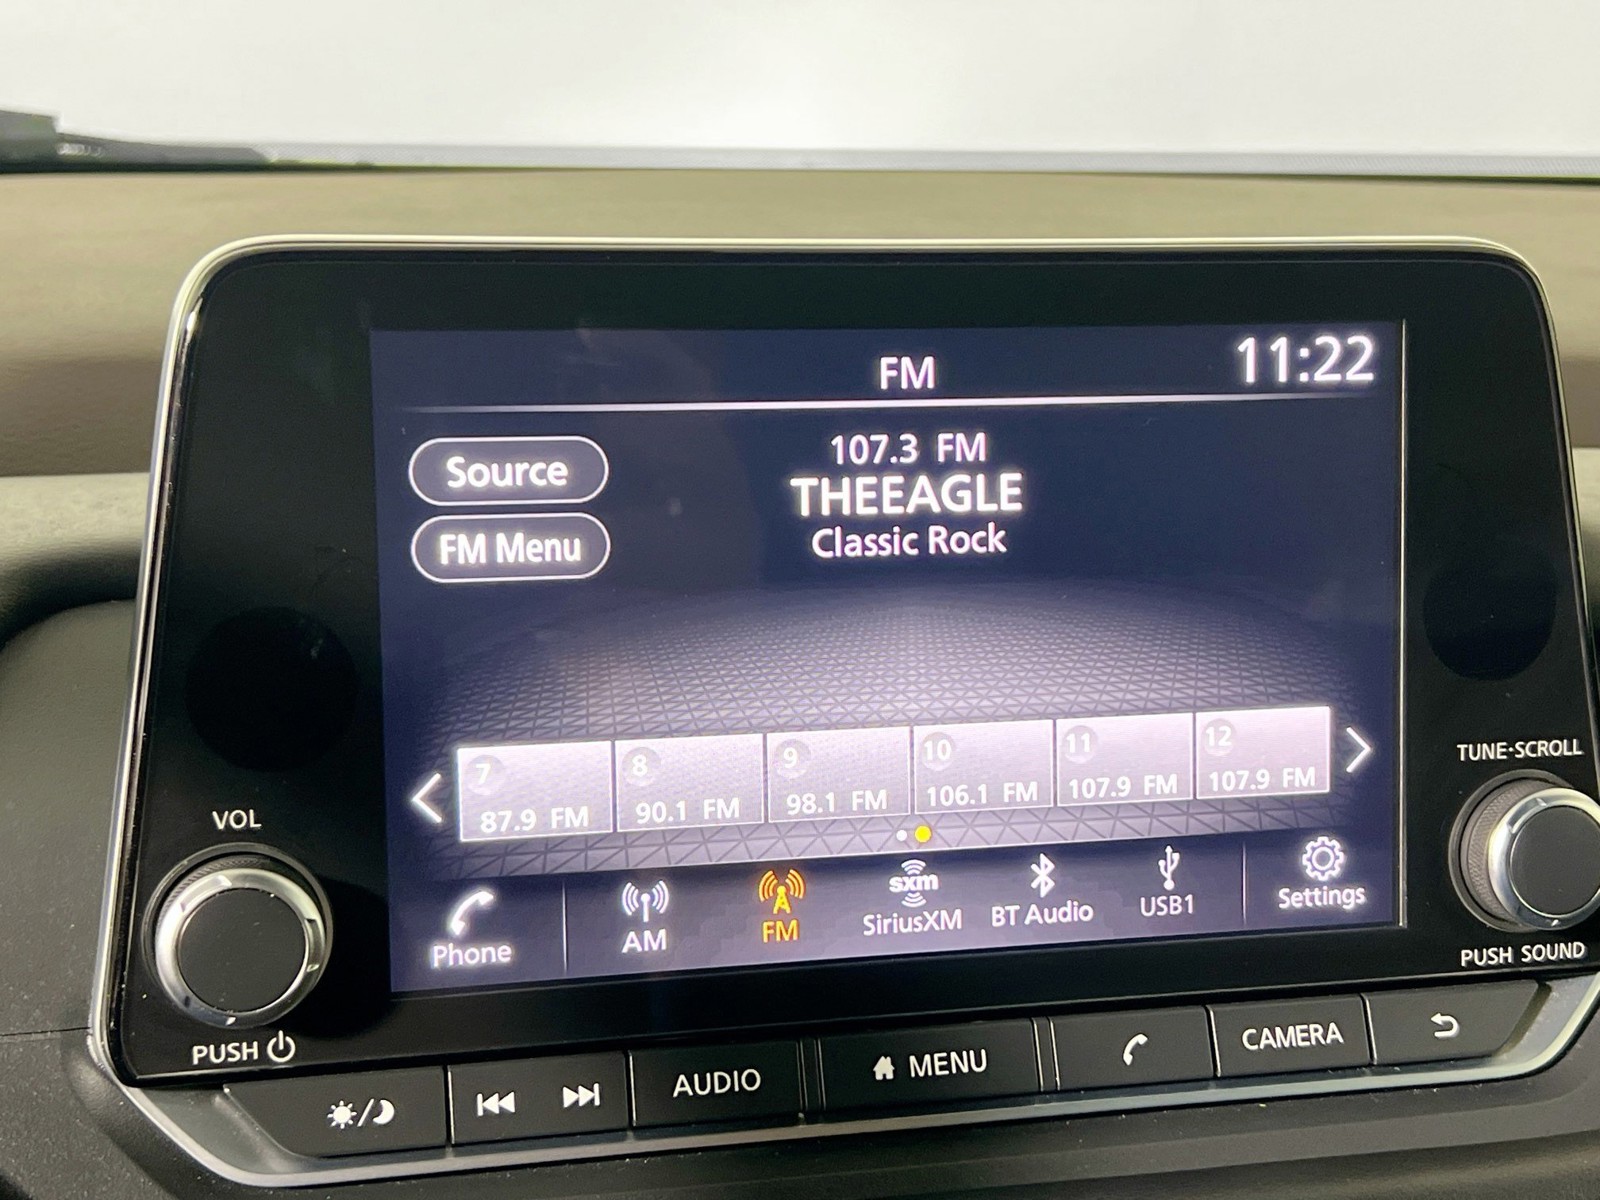 FM
11:22
Source
FM Menu
107.3 FM
THEEAGLE
Classic Rock
7
87.9 FM
8
90.1 FM
9
98.1 FM
10
106.1 FM
11
107.9 FM
12
107.9 FM
Phone
AM
FM
sxm
SiriusXM
BT Audio
USB1
Settings
VOL
PUSH
TUNE·SCROLL
PUSH SOUND
AUDIO
MENU
CAMERA